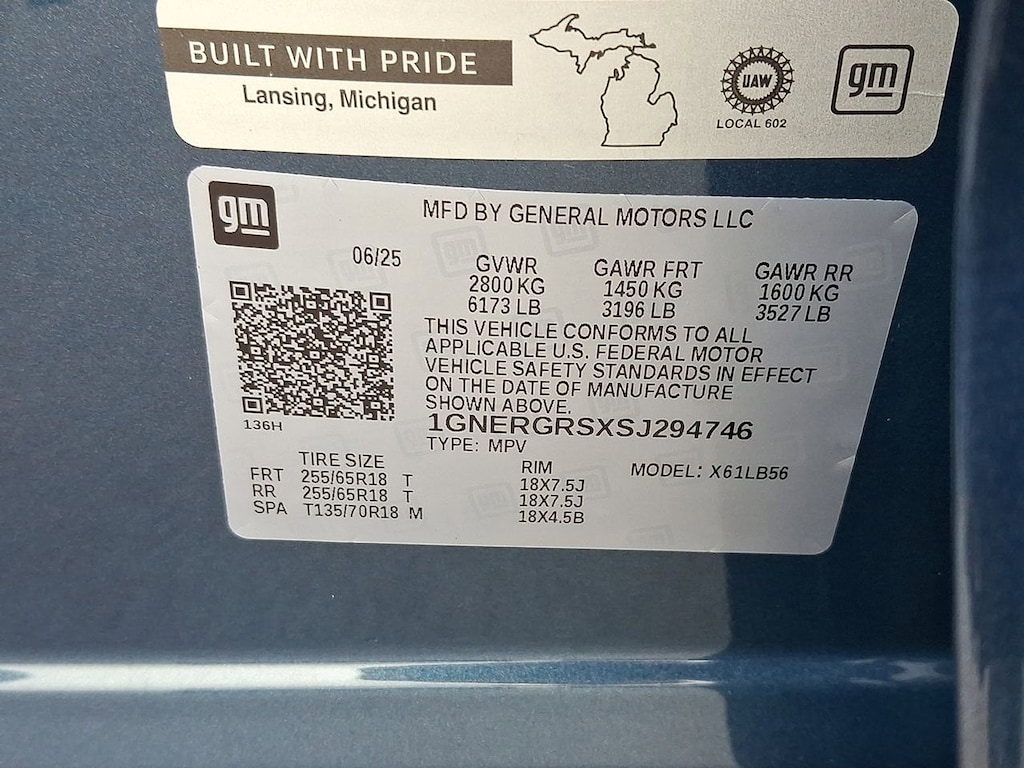 BUILT WITH PRIDE
Lansing, Michigan
UAW
LOCAL 602
gm
gm
MFD BY GENERAL MOTORS LLC
06/25
GVWR GAWR FRT GAWR RR
2800 KG 1450 KG 1600 KG
6173 LB 3196 LB 3527 LB
THIS VEHICLE CONFORMS TO ALL
APPLICABLE U.S. FEDERAL MOTOR
VEHICLE SAFETY STANDARDS IN EFFECT
ON THE DATE OF MANUFACTURE
SHOWN ABOVE.
136H
1GNERGRSXSJ294746
TYPE: MPV
TIRE SIZE RIM MODEL: X61LB56
FRT 255/65R18 T 18X7.5J
RR 255/65R18 T 18X7.5J
SPA T135/70R18 M 18X4.5B